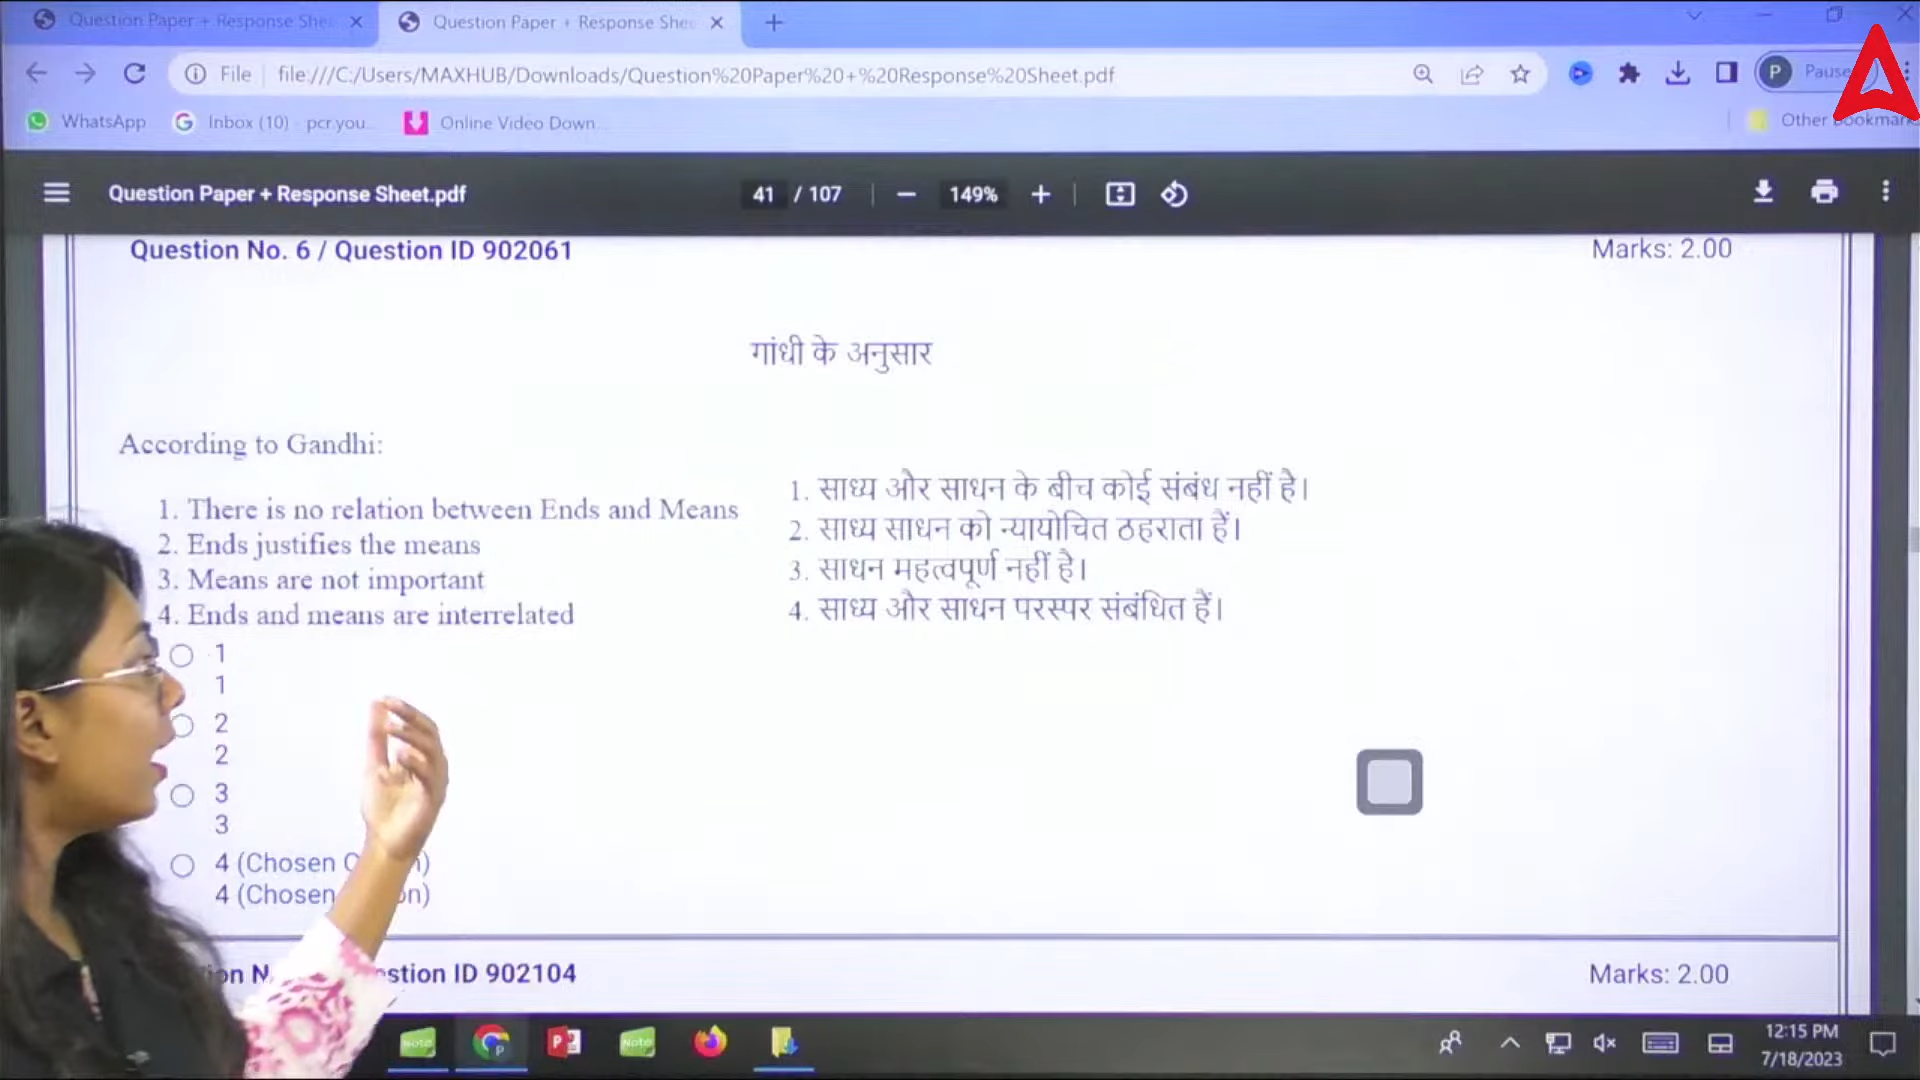 Question Paper + Response Shee
Question Paper + Response Shee
File
file:///C:/Users/MAXHUB/Downloads/Question%20Paper%20+%20Response%20Sheet.pdf
P
WhatsApp
Inbox (10) - pcr.you...
Online Video Down...
Other
Question Paper + Response Sheet.pdf
41 / 107
149%
Question No. 6 / Question ID 902061
Marks: 2.00
गांधी के अनुसार
According to Gandhi:
1. There is no relation between Ends and Means
2. Ends justifies the means
3. Means are not important
4. Ends and means are interrelated
1. साध्य और साधन के बीच कोई संबंध नहीं है।
2. साध्य साधन को न्यायोचित ठहराता हैं।
3. साधन महत्वपूर्ण नहीं है।
4. साध्य और साधन परस्पर संबंधित हैं।
1
1
2
2
3
3
4 (Chosen
4 (Chosen
ID 902104
Marks: 2.00
Note
P
Note
12:15 PM
7/18/2023